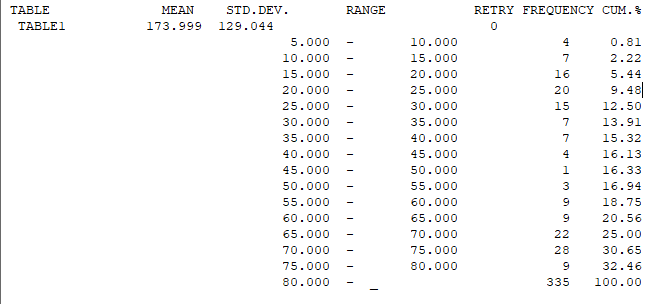 TABLE MEAN STD.DEV. RANGE RETRY FREQUENCY CUM.%
TABLE1 173.999 129.044 0
5.000 - 10.000 4 0.81
10.000 - 15.000 7 2.22
15.000 - 20.000 16 5.44
20.000 - 25.000 20 9.48
25.000 - 30.000 15 12.50
30.000 - 35.000 7 13.91
35.000 - 40.000 7 15.32
40.000 - 45.000 4 16.13
45.000 - 50.000 1 16.33
50.000 - 55.000 3 16.94
55.000 - 60.000 9 18.75
60.000 - 65.000 9 20.56
65.000 - 70.000 22 25.00
70.000 - 75.000 28 30.65
75.000 - 80.000 9 32.46
80.000 - _ 335 100.00